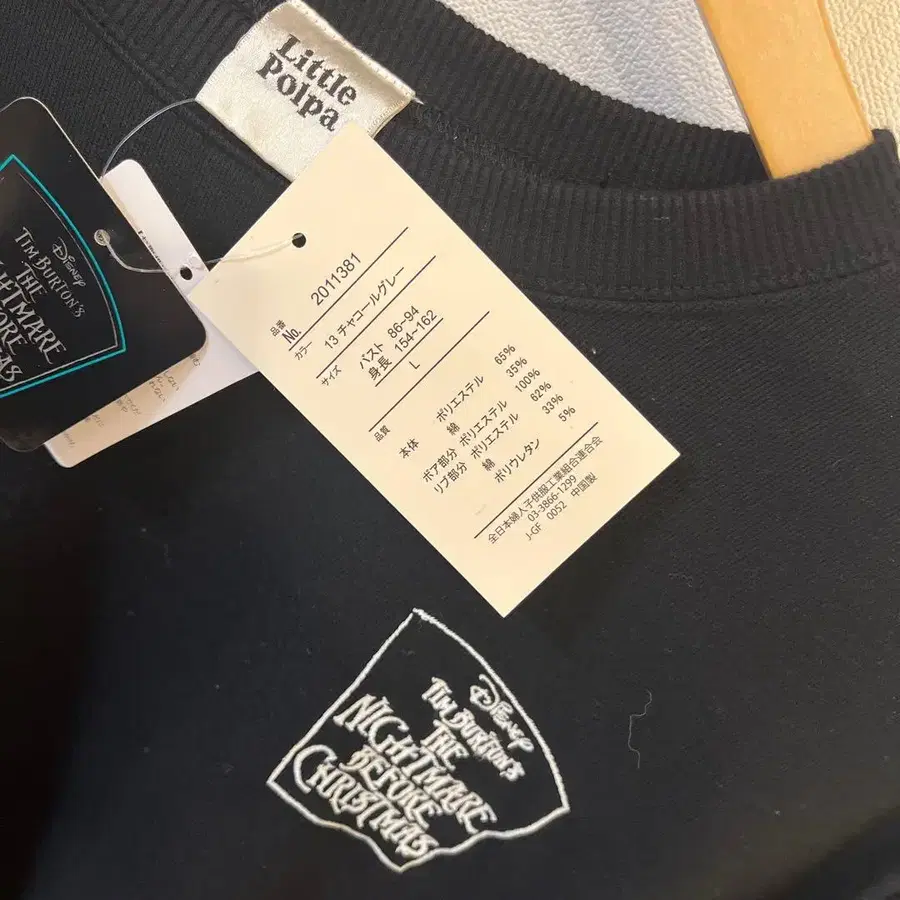 Little
Polpa
Disney
TIM BURTON'S
THE
NIGHTMARE
BEFORE
品番
No. 2011381
カラー 13 チャコールグレー
サイズ バスト 86~94
身長 154~162
L
品質
本体 ポリエステル 65%
綿 35%
ボア部分 ポリエステル 100%
リブ部分 ポリエステル 62%
綿 33%
ポリウレタン 5%
全日本婦人子供服工業組合連合会
03-3866-1299
J-GF 0052 中国製
Disney
TIM BURTON'S
THE
NIGHTMARE
BEFORE
CHRISTMAS